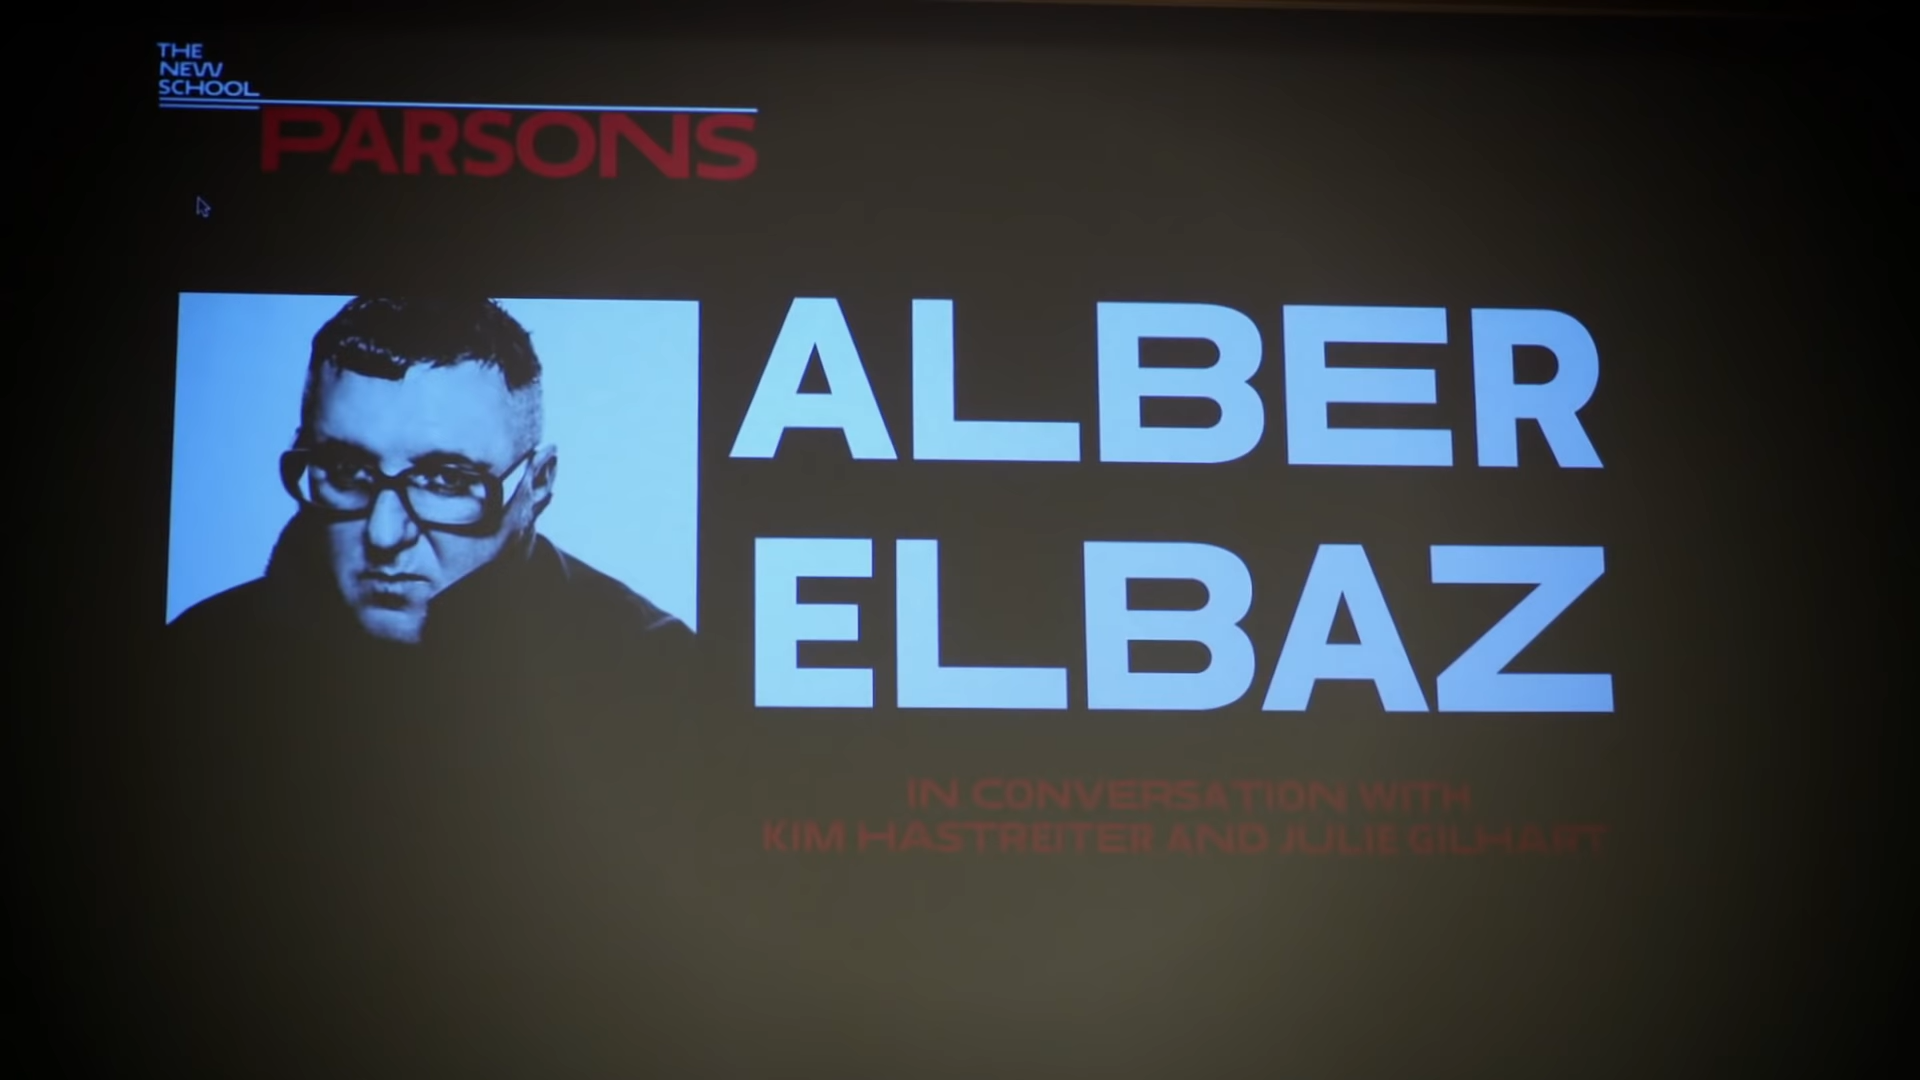 THE
NEW
SCHOOL
PARSONS
ALBER
ELBAZ
IN CONVERSATION WITH
KIM HASTREITER AND JULIE GILHART